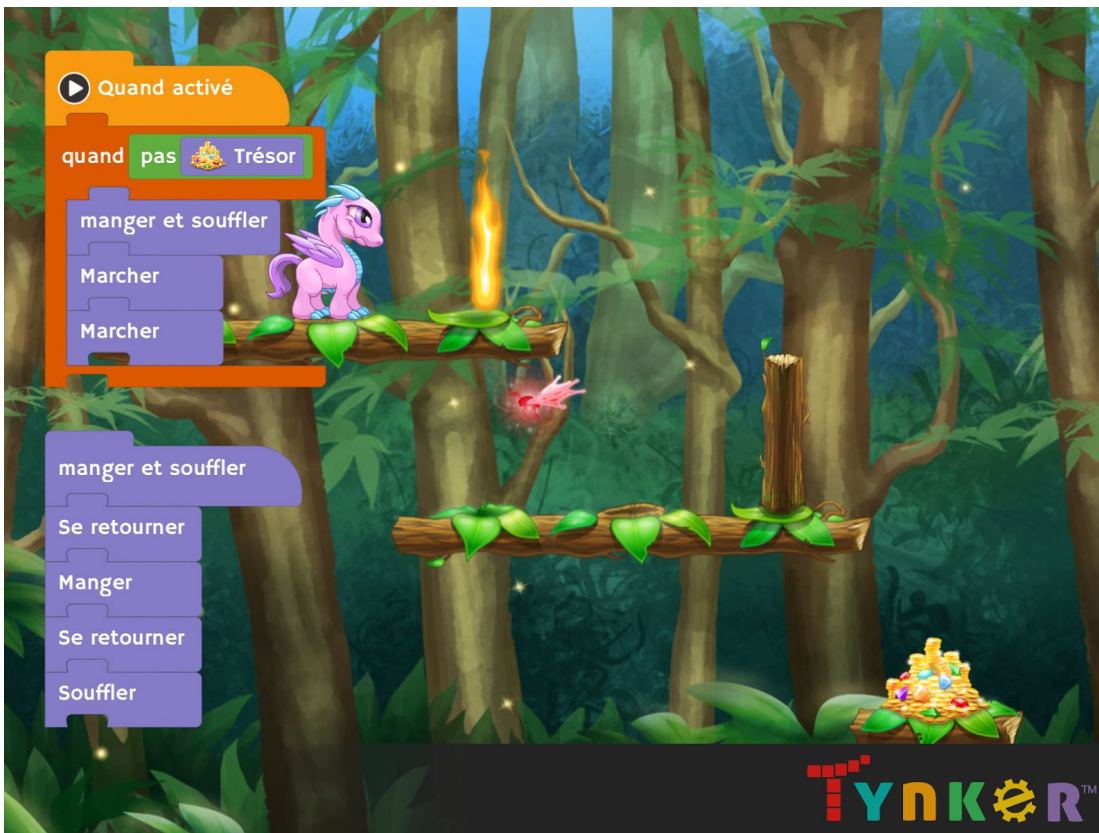 Quand activé
quand pas Trésor
manger et souffler
Marcher
Marcher
manger et souffler
Se retourner
Manger
Se retourner
Souffler
TYNKER™